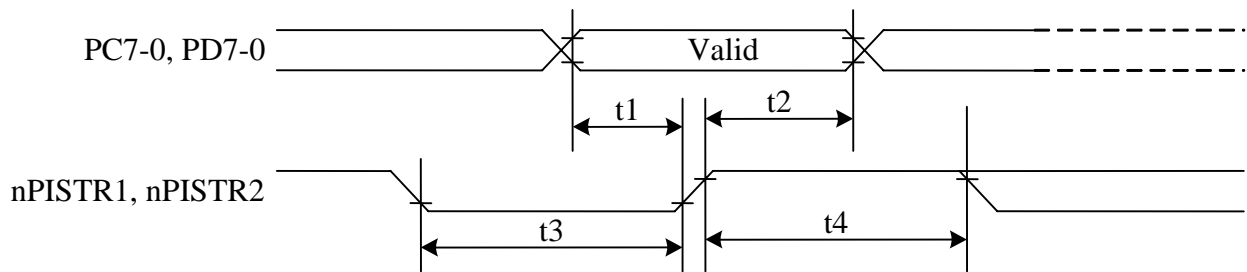 PC7-0, PD7-0
Valid
t1
t2
nPISTR1, nPISTR2
t3
t4